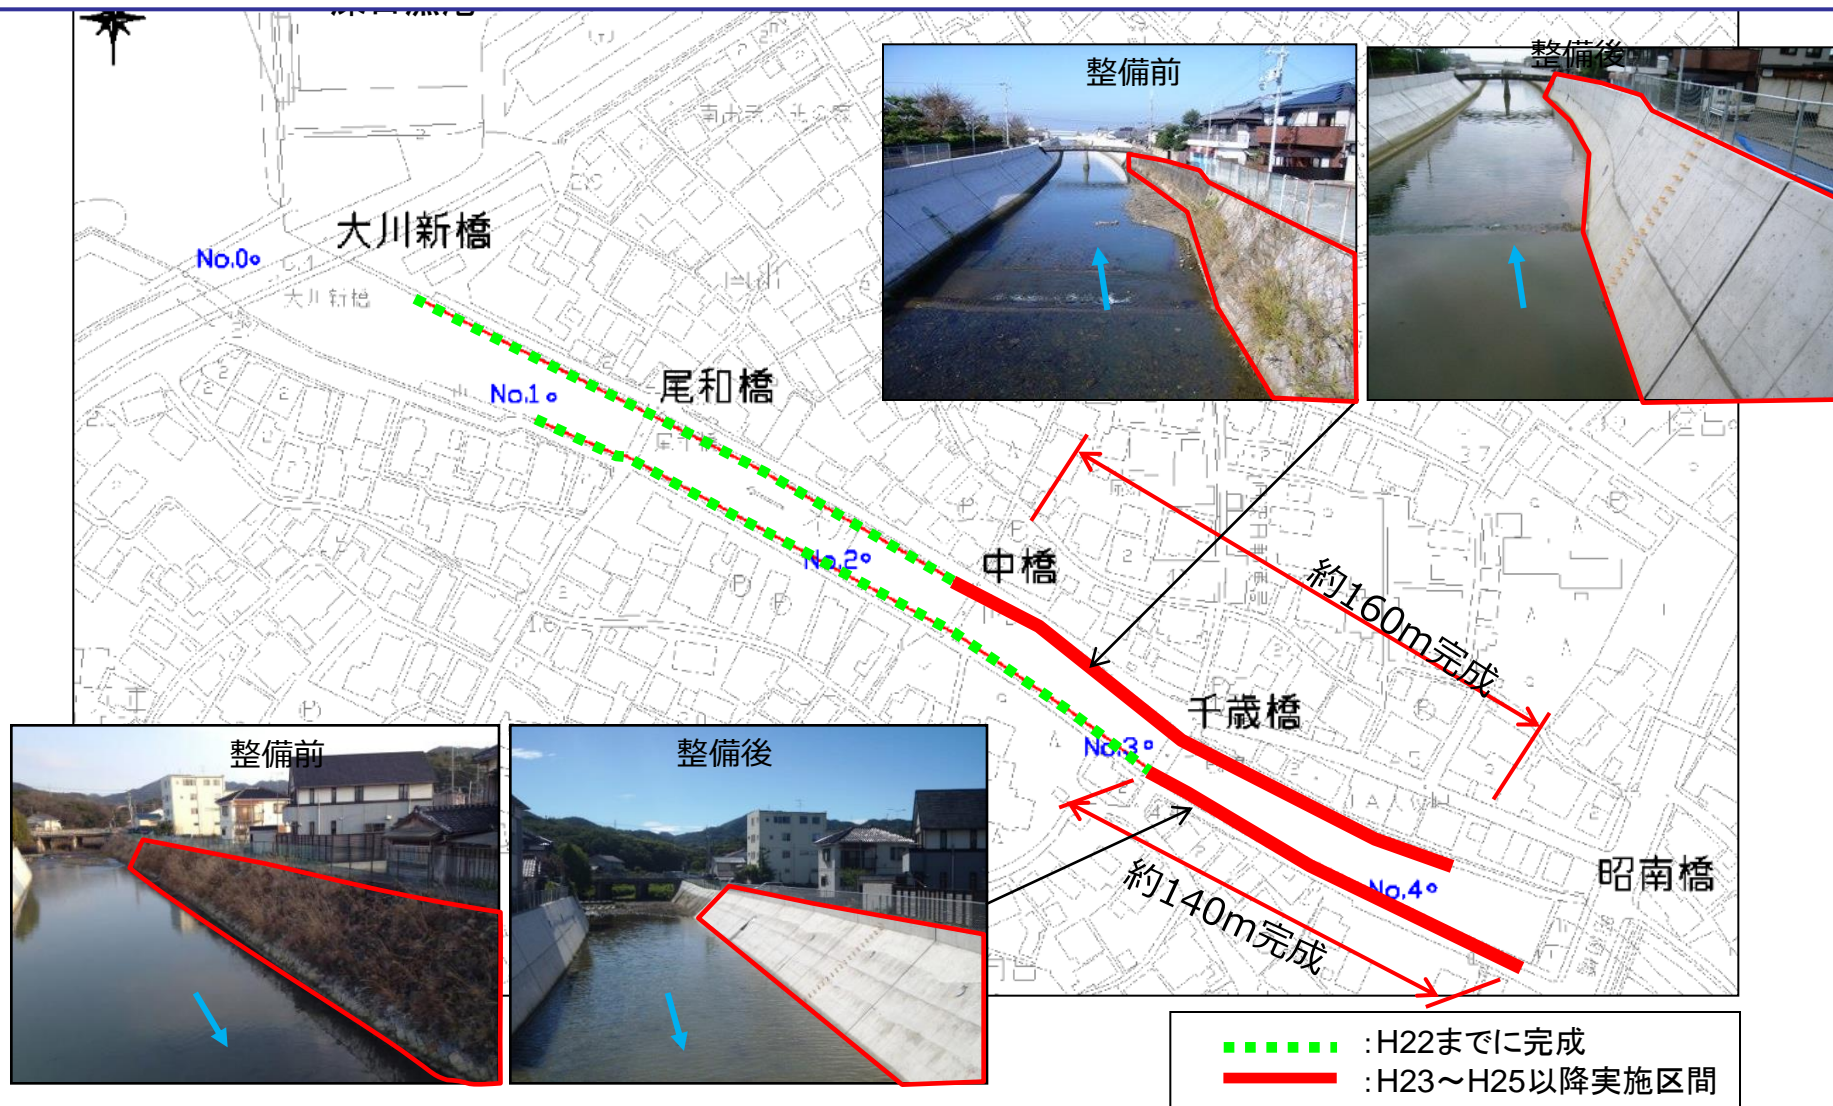 整備前
整備後
大川新橋
No.0
大川新橋
尾和橋
No.1
中橋
No.2
約160m完成
千歳橋
No.3
整備前
整備後
昭南橋
No.4
約140m完成
:H22までに完成
:H23～H25以降実施区間